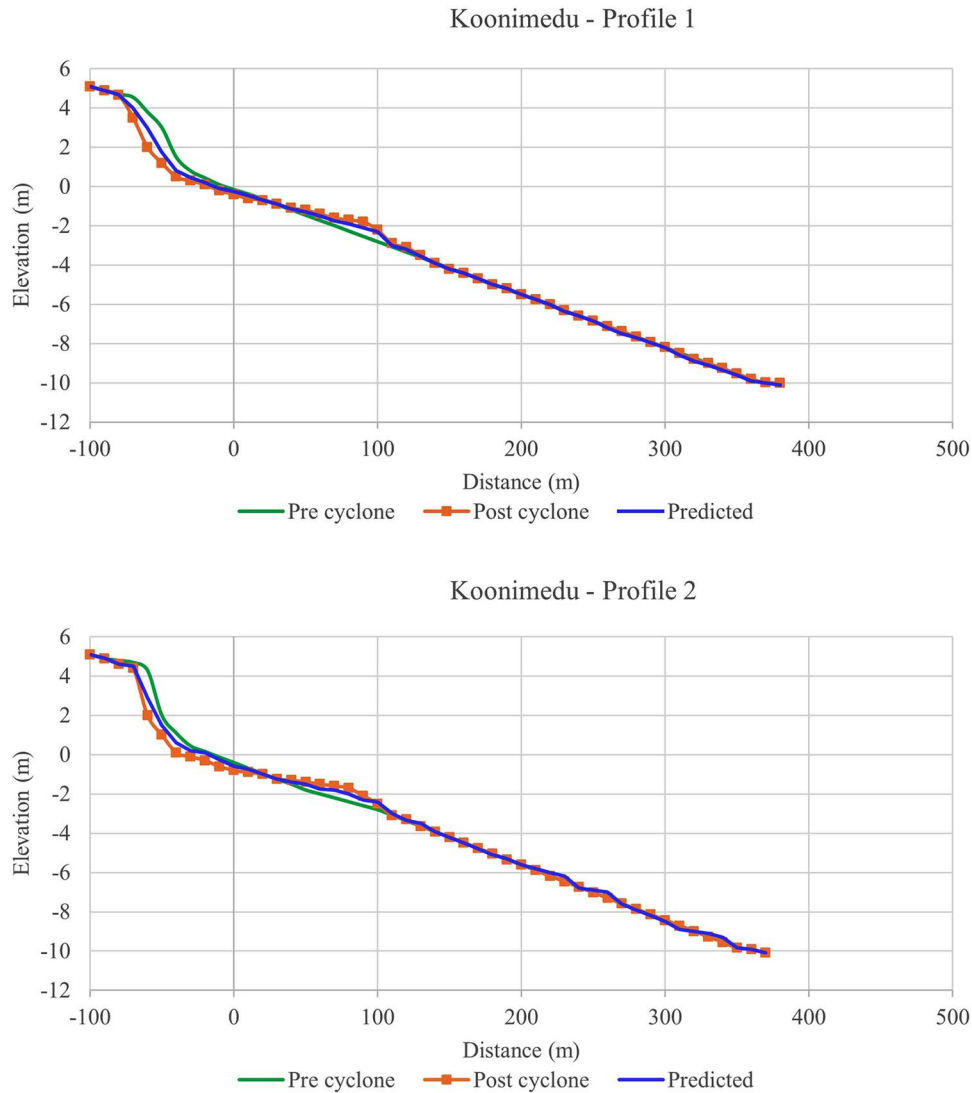 Koonimedu - Profile 1
6
4
2
0
-2
-4
-6
-8
-10
-12
Elevation (m)
-100 0 100 200 300 400 500
Distance (m)
Pre cyclone Post cyclone Predicted
Koonimedu - Profile 2
6
4
2
0
-2
-4
-6
-8
-10
-12
Elevation (m)
-100 0 100 200 300 400 500
Distance (m)
Pre cyclone Post cyclone Predicted